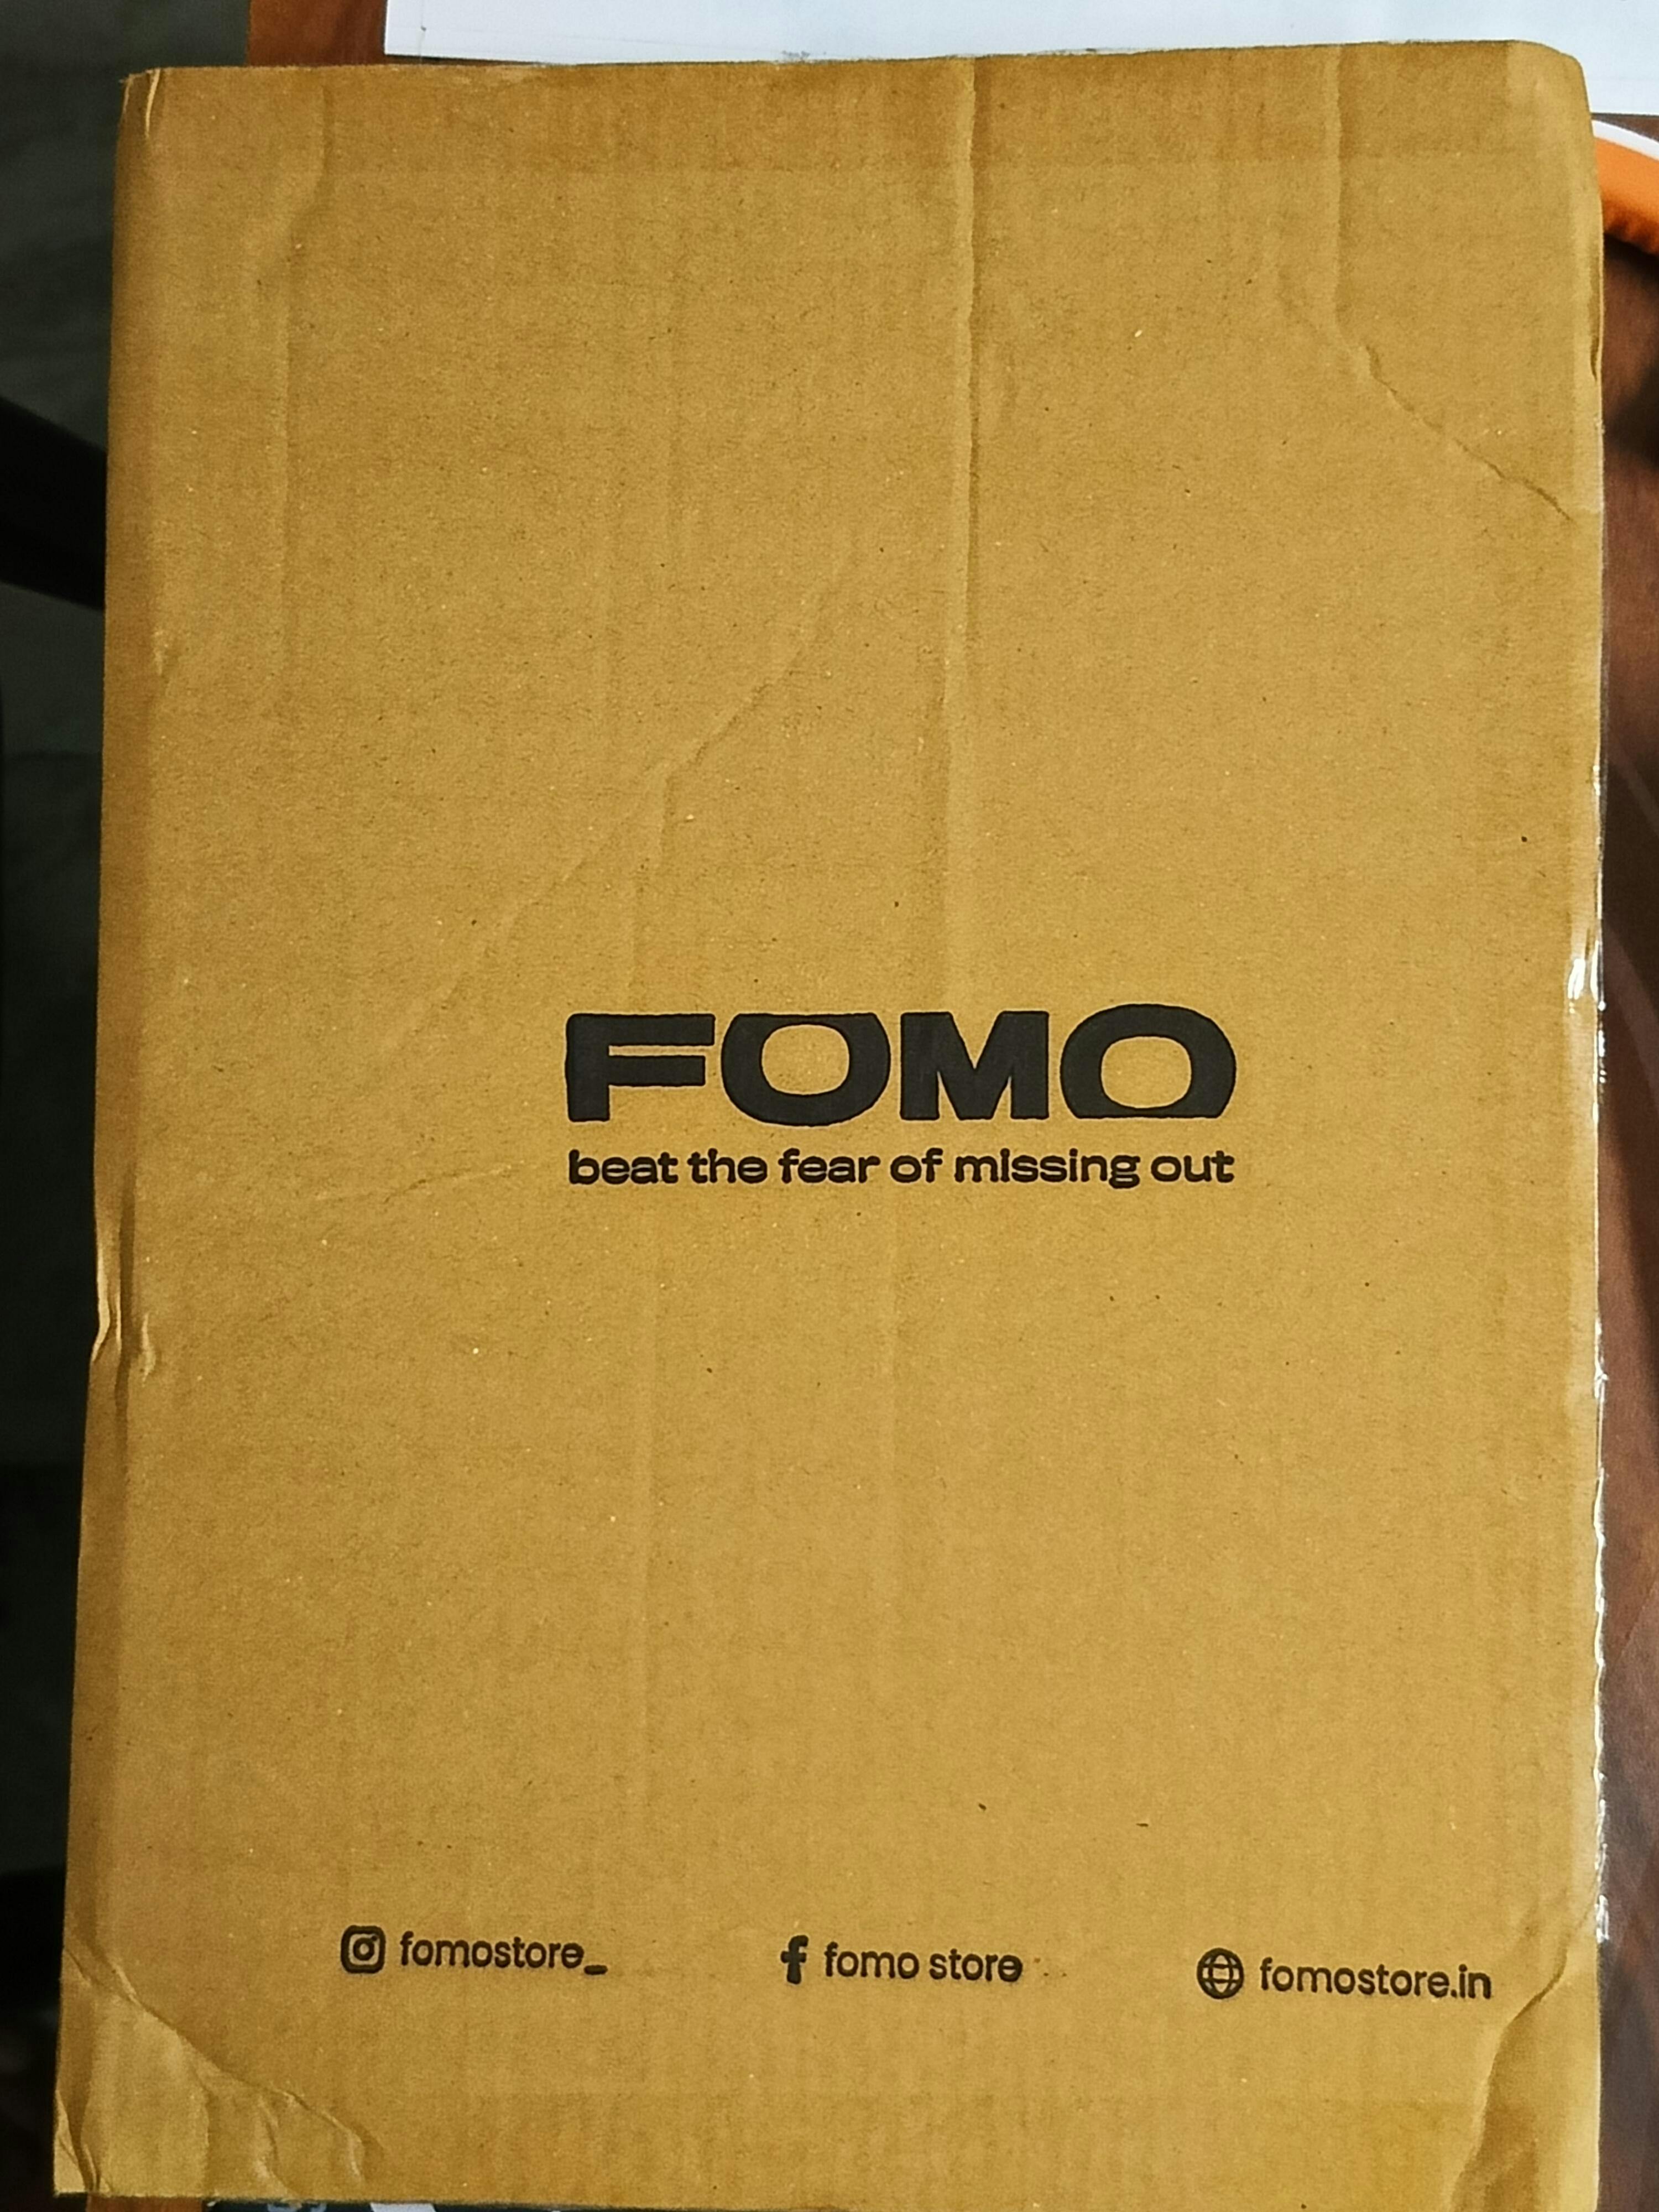 FOMO
beat the fear of missing out
fomostore_
fomo store
fomostore.in